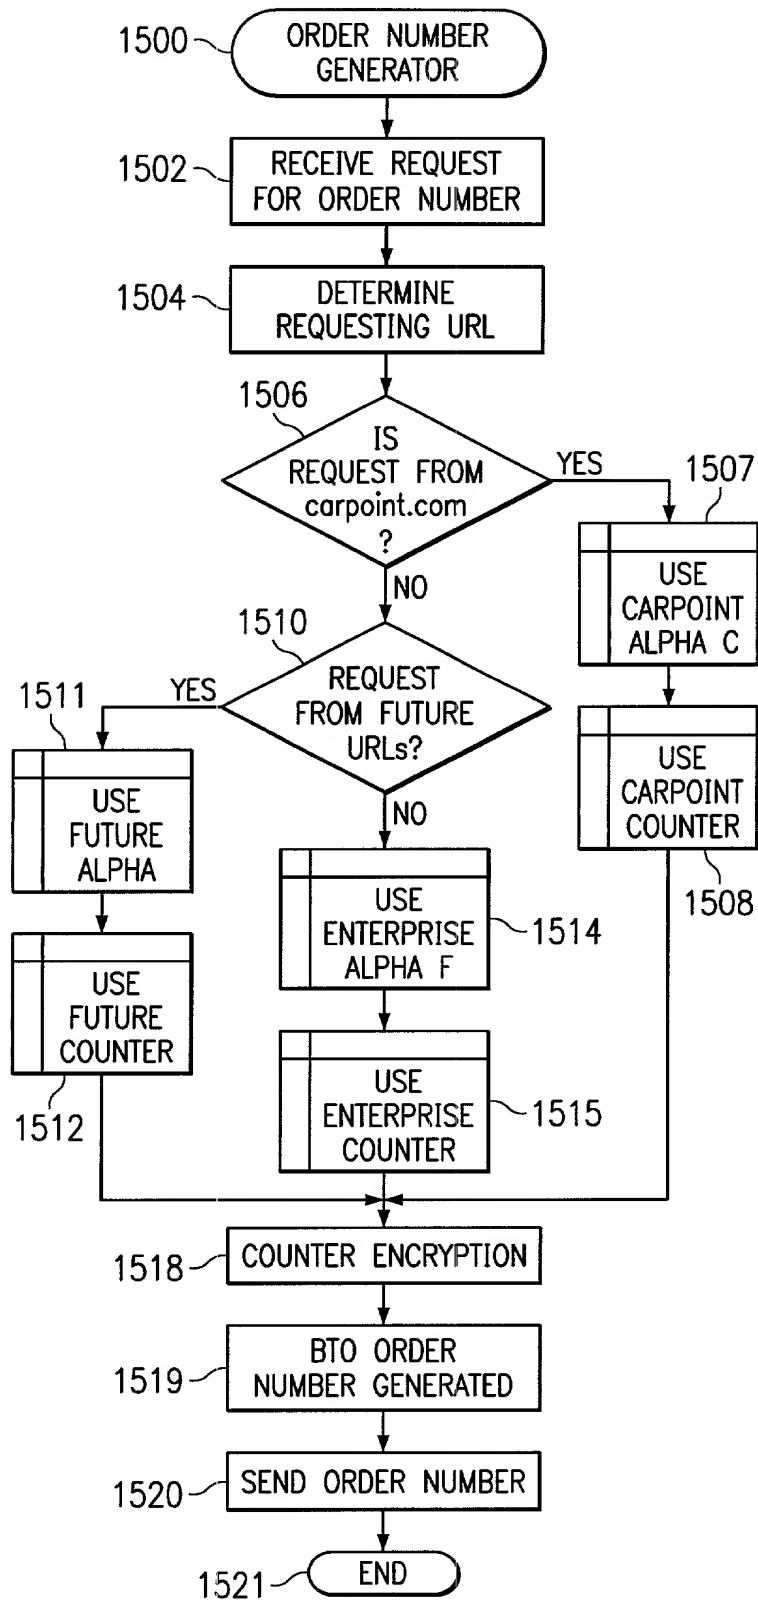 1500
ORDER NUMBER
GENERATOR
1502
RECEIVE REQUEST
FOR ORDER NUMBER
1504
DETERMINE
REQUESTING URL
1506
IS
REQUEST FROM
carpoint.com
?
YES
NO
1507
USE
CARPOINT
ALPHA C
USE
CARPOINT
COUNTER
1508
1510
REQUEST
FROM FUTURE
URLs?
YES
NO
1511
USE
FUTURE
ALPHA
USE
FUTURE
COUNTER
1512
USE
ENTERPRISE
ALPHA F
1514
USE
ENTERPRISE
COUNTER
1515
1518
COUNTER ENCRYPTION
1519
BTO ORDER
NUMBER GENERATED
1520
SEND ORDER NUMBER
1521
END